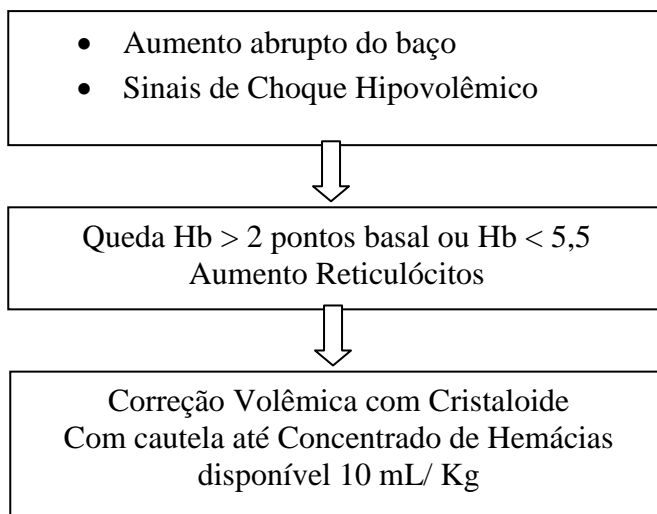 • Aumento abrupto do baço
• Sinais de Choque Hipovolêmico
Queda Hb > 2 pontos basal ou Hb < 5,5
Aumento Reticulócitos
Correção Volêmica com Cristaloide
Com cautela até Concentrado de Hemácias
disponível 10 mL/ Kg